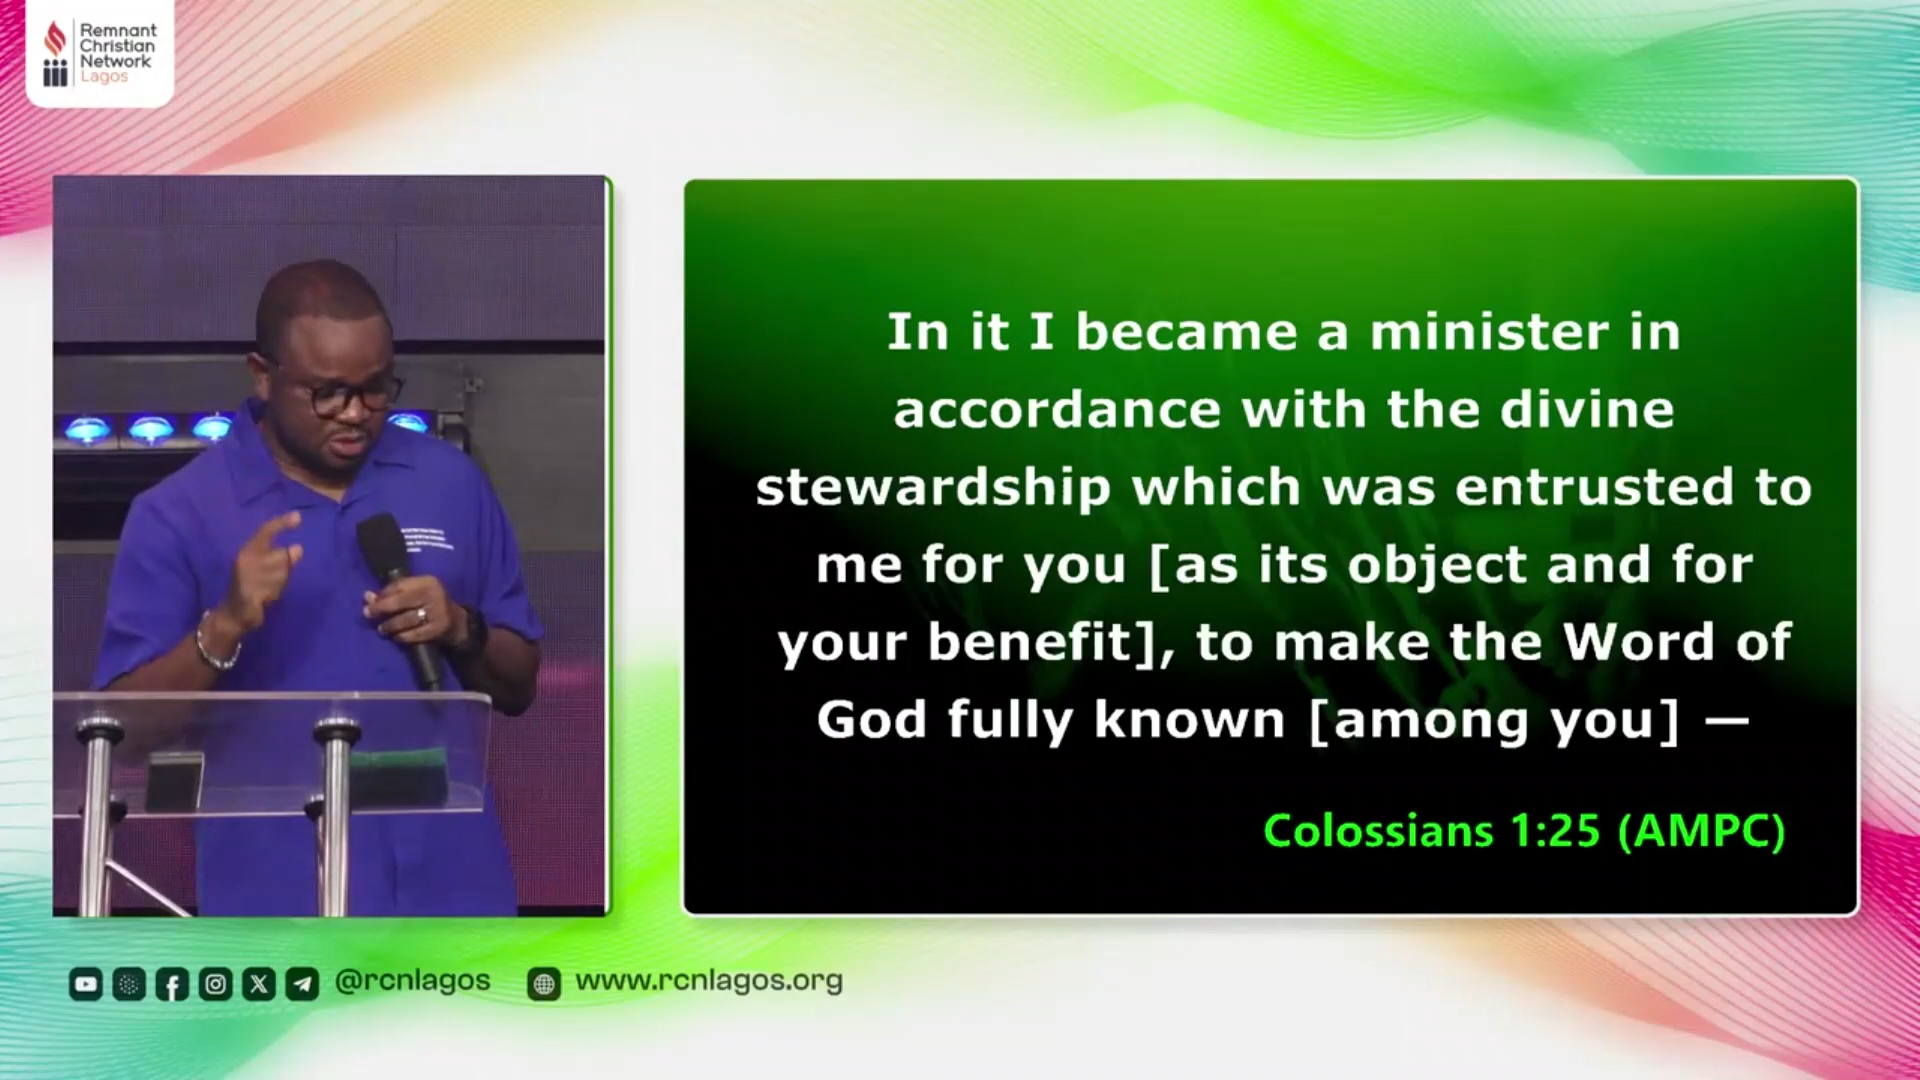 Remnant
Christian
Network
Lagos
In it I became a minister in
accordance with the divine
stewardship which was entrusted to
me for you [as its object and for
your benefit], to make the Word of
God fully known [among you] —
Colossians 1:25 (AMPC)
@rcnlagos
www.rcnlagos.org